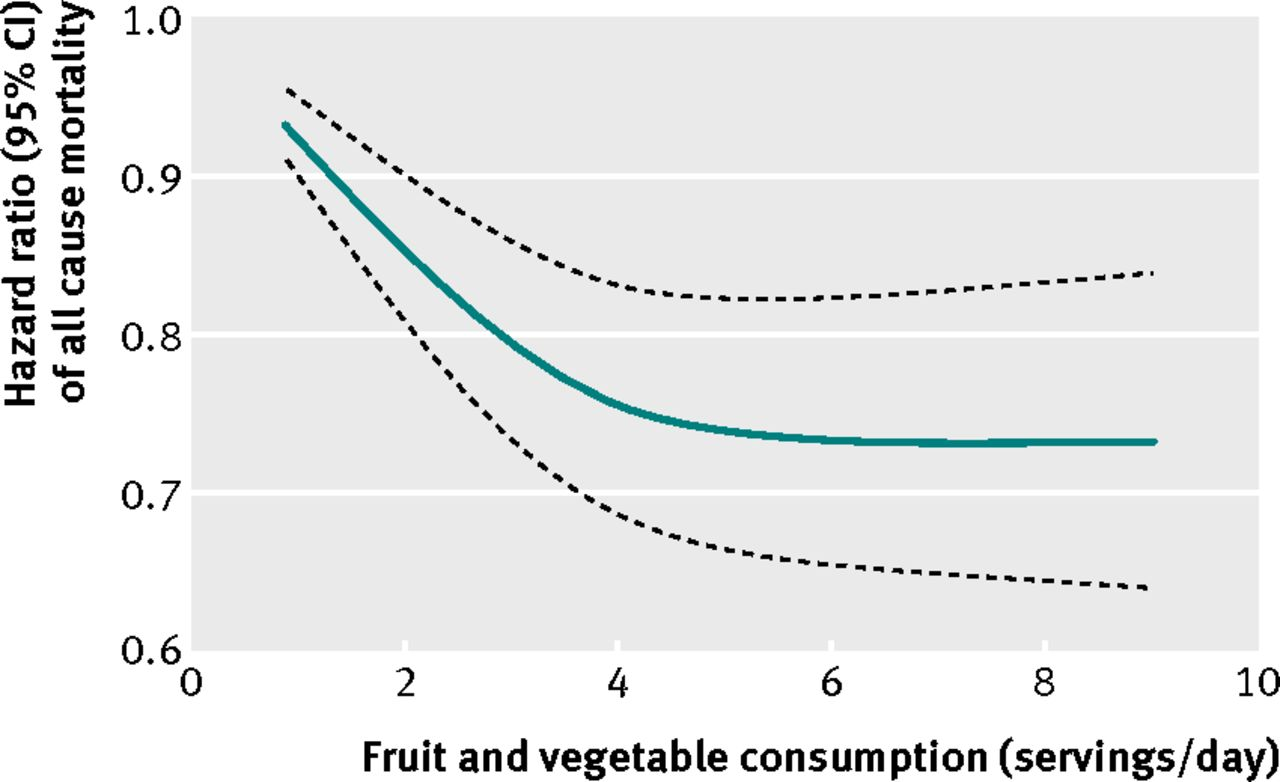 Hazard ratio (95% CI)
of all cause mortality
1.0
0.9
0.8
0.7
0.6
0 2 4 6 8 10
Fruit and vegetable consumption (servings/day)